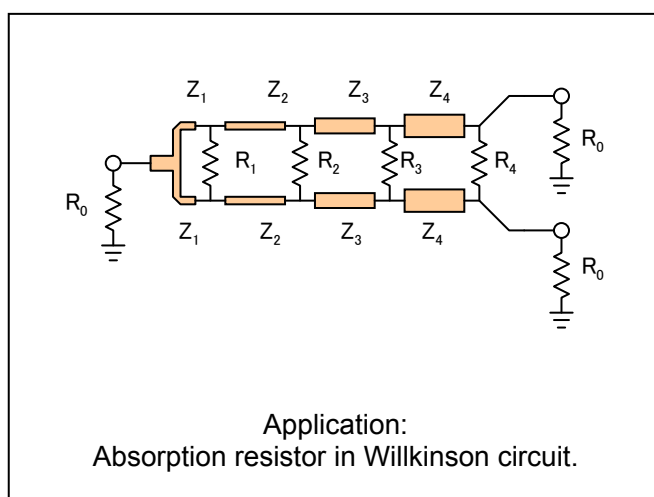 Z₁ Z₂ Z₃ Z₄
R₀
R₁ R₂ R₃ R₄
R₀
Z₁ Z₂ Z₃ Z₄
R₀
Application:
Absorption resistor in Willkinson circuit.